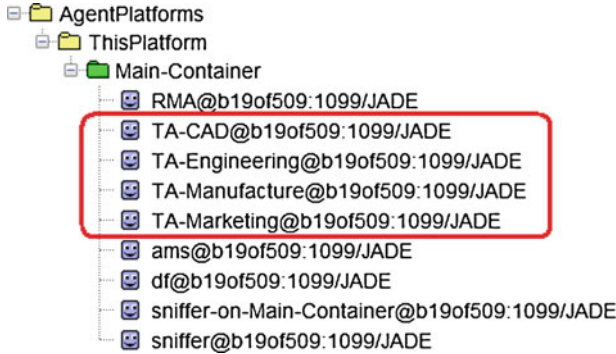 AgentPlatforms
ThisPlatform
Main-Container
RMA@b19of509:1099/JADE
TA-CAD@b19of509:1099/JADE
TA-Engineering@b19of509:1099/JADE
TA-Manufacture@b19of509:1099/JADE
TA-Marketing@b19of509:1099/JADE
ams@b19of509:1099/JADE
df@b19of509:1099/JADE
sniffer-on-Main-Container@b19of509:1099/JADE
sniffer@b19of509:1099/JADE